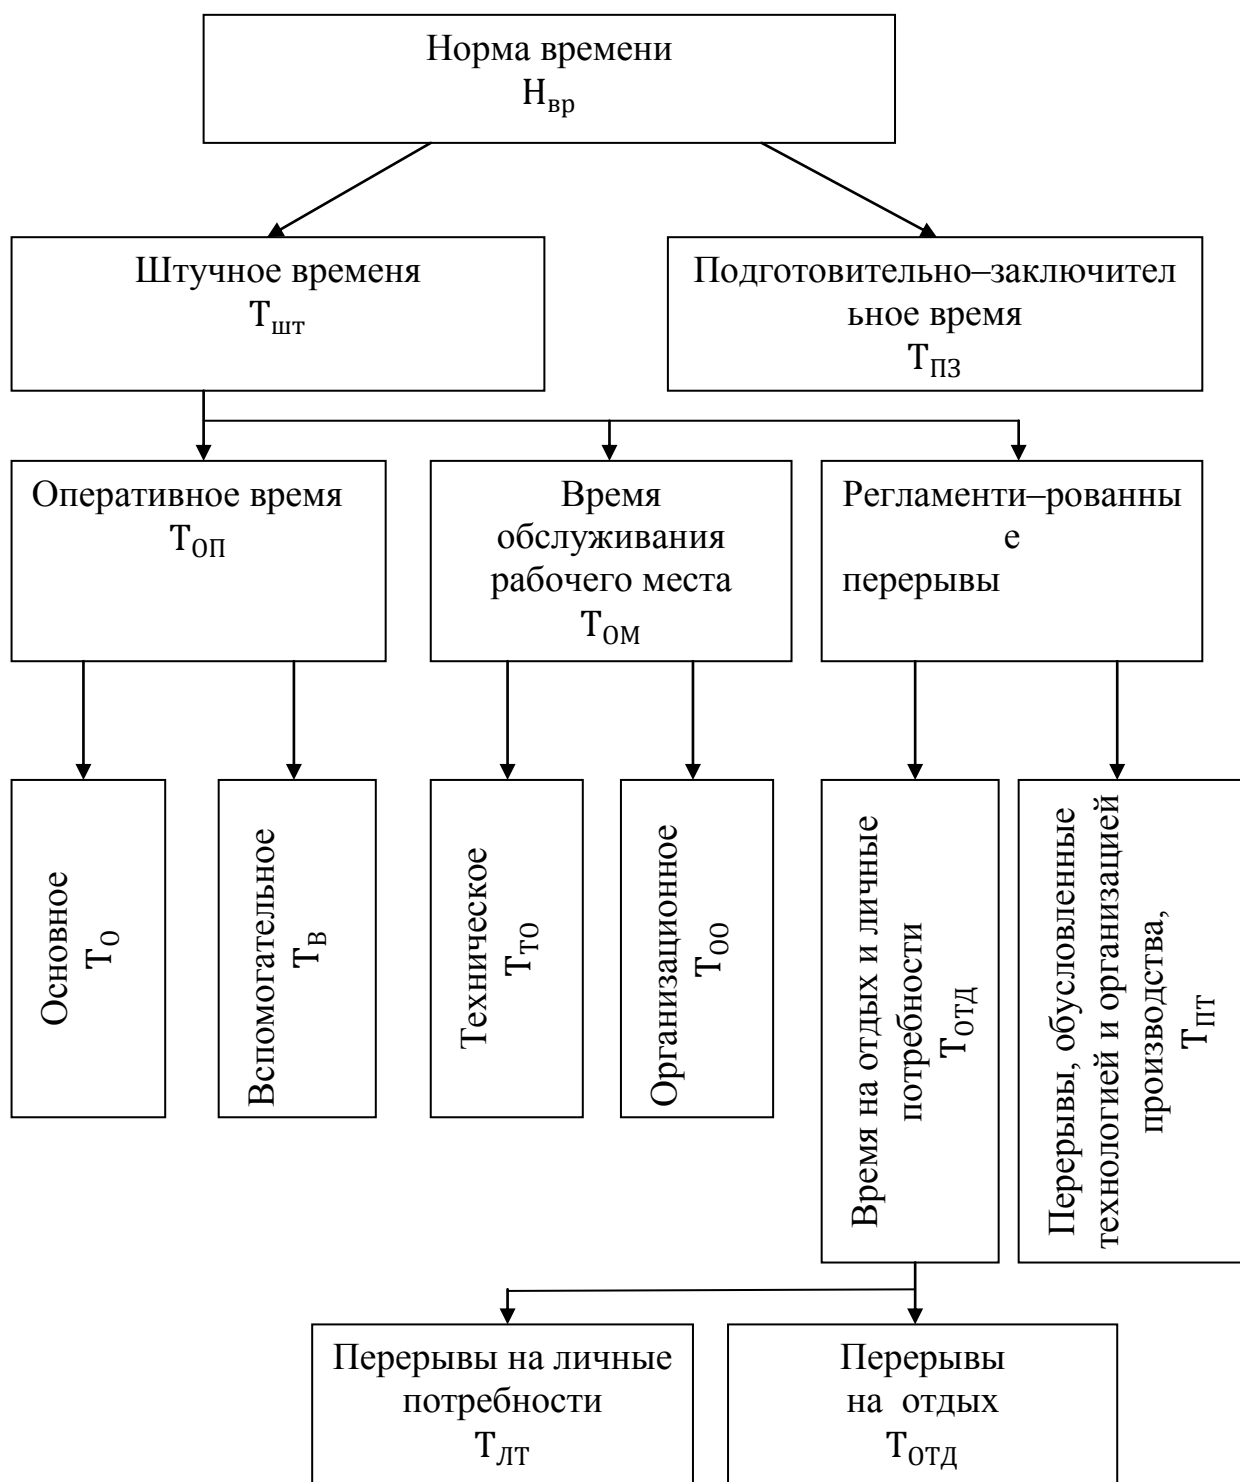 Норма времени
Нвр
Штучное временя
Тшт
Подготовительно–заключител
ьное время
ТПЗ
Оперативное время
ТОП
Время
обслуживания
рабочего места
ТОМ
Регламенти–рованны
е
перерывы
Основное
ТО
Вспомогательное
ТВ
Техническое
ТТО
Организационное
ТОО
Время на отдых и личные
потребности
ТОТД
Перерывы, обусловленные
технологией и организацией
производства,
ТПТ
Перерывы на личные
потребности
ТЛТ
Перерывы
на отдых
ТОТД